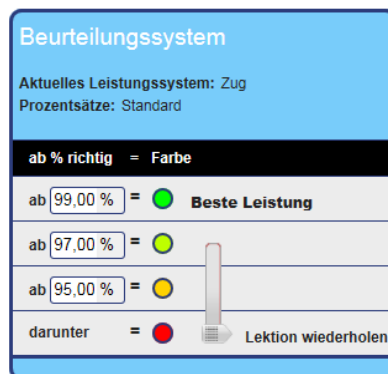 Beurteilungssystem
Aktuelles Leistungssystem: Zug
Prozentsätze: Standard
ab % richtig = Farbe
ab 99,00 % = Beste Leistung
ab 97,00 % =
ab 95,00 % =
darunter = Lektion wiederholen